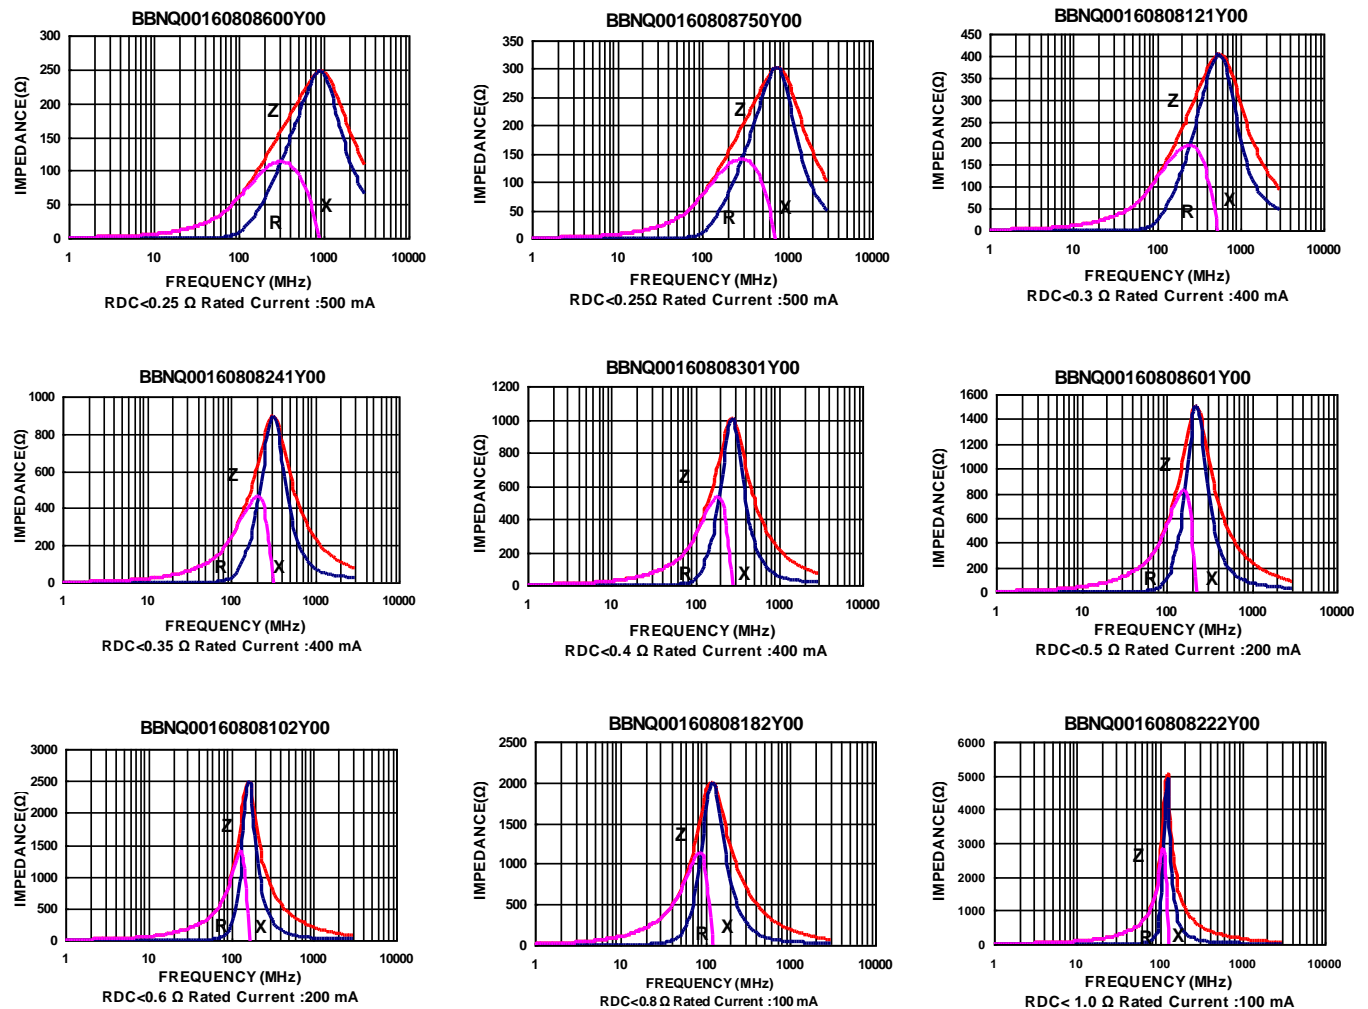 BBNQ00160808600Y00
IMPEDANCE(Ω)
300
250
200
150
100
50
0
Z
R
X
1 10 100 1000 10000
FREQUENCY (MHz)
RDC<0.25 Ω Rated Current :500 mA
BBNQ00160808750Y00
IMPEDANCE(Ω)
350
300
250
200
150
100
50
0
Z
R
X
1 10 100 1000 10000
FREQUENCY (MHz)
RDC<0.25Ω Rated Current :500 mA
BBNQ00160808121Y00
IMPEDANCE(Ω)
450
400
350
300
250
200
150
100
50
0
Z
R
X
1 10 100 1000 10000
FREQUENCY (MHz)
RDC<0.3 Ω Rated Current :400 mA
BBNQ00160808241Y00
IMPEDANCE(Ω)
1000
800
600
400
200
0
Z
R
X
1 10 100 1000 10000
FREQUENCY (MHz)
RDC<0.35 Ω Rated Current :400 mA
BBNQ00160808301Y00
IMPEDANCE(Ω)
1200
1000
800
600
400
200
0
Z
R
X
1 10 100 1000 10000
FREQUENCY (MHz)
RDC<0.4 Ω Rated Current :400 mA
BBNQ00160808601Y00
IMPEDANCE(Ω)
1600
1400
1200
1000
800
600
400
200
0
Z
R
X
1 10 100 1000 10000
FREQUENCY (MHz)
RDC<0.5 Ω Rated Current :200 mA
BBNQ00160808102Y00
IMPEDANCE(Ω)
3000
2500
2000
1500
1000
500
0
Z
R
X
1 10 100 1000 10000
FREQUENCY (MHz)
RDC<0.6 Ω Rated Current :200 mA
BBNQ00160808182Y00
IMPEDANCE(Ω)
2500
2000
1500
1000
500
0
Z
R
X
1 10 100 1000 10000
FREQUENCY (MHz)
RDC<0.8 Ω Rated Current :100 mA
BBNQ00160808222Y00
IMPEDANCE(Ω)
6000
5000
4000
3000
2000
1000
0
Z
R
X
1 10 100 1000 10000
FREQUENCY (MHz)
RDC< 1.0 Ω Rated Current :100 mA